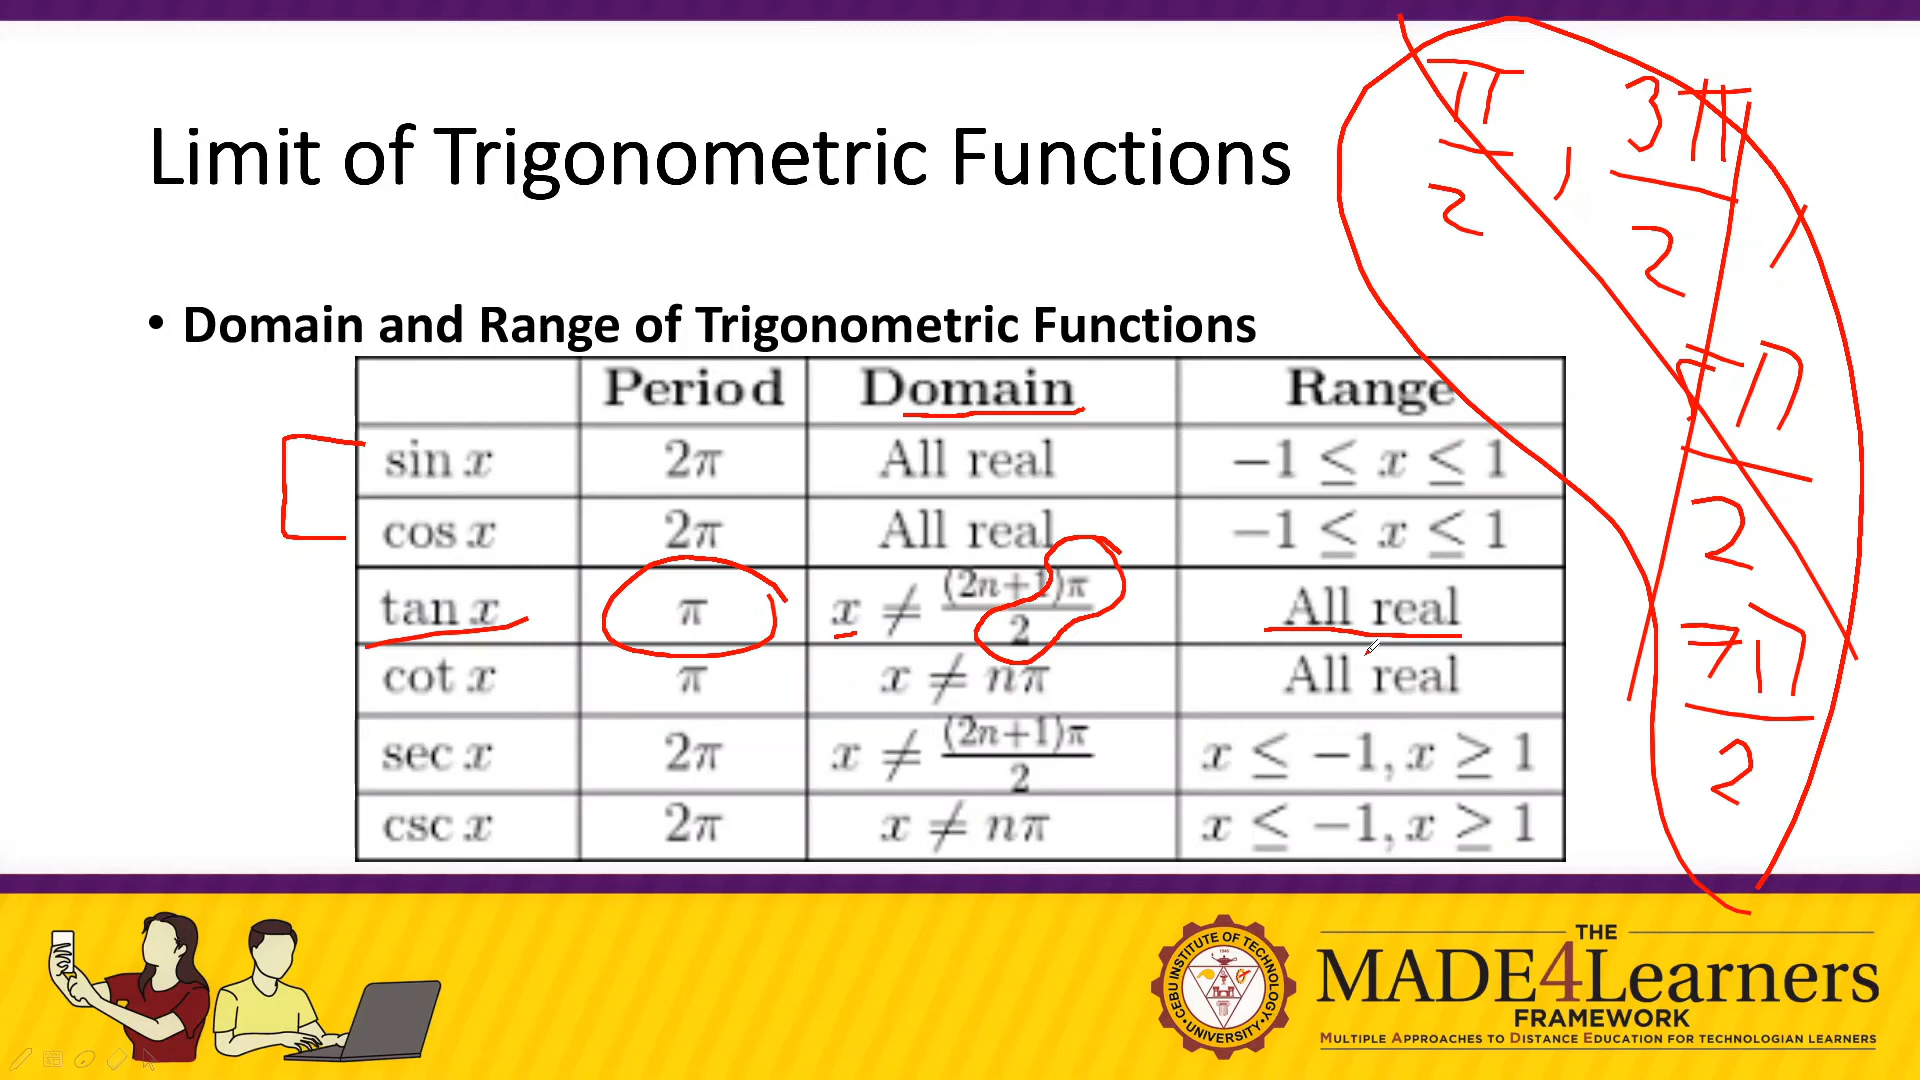 Limit of Trigonometric Functions
π/2 , 3π/2 ,
• Domain and Range of Trigonometric Functions
Period Domain Range
sin x 2π All real −1 ≤ x ≤ 1
cos x 2π All real −1 ≤ x ≤ 1
tan x π x ≠ (2n+1)π/2 All real
cot x π x ≠ nπ All real
sec x 2π x ≠ (2n+1)π/2 x ≤ −1, x ≥ 1
csc x 2π x ≠ nπ x ≤ −1, x ≥ 1
5π/2
7π/2
CEBU INSTITUTE OF TECHNOLOGY
• UNIVERSITY •
1946
THE
MADE4Learners
FRAMEWORK
MULTIPLE APPROACHES TO DISTANCE EDUCATION FOR TECHNOLOGIAN LEARNERS